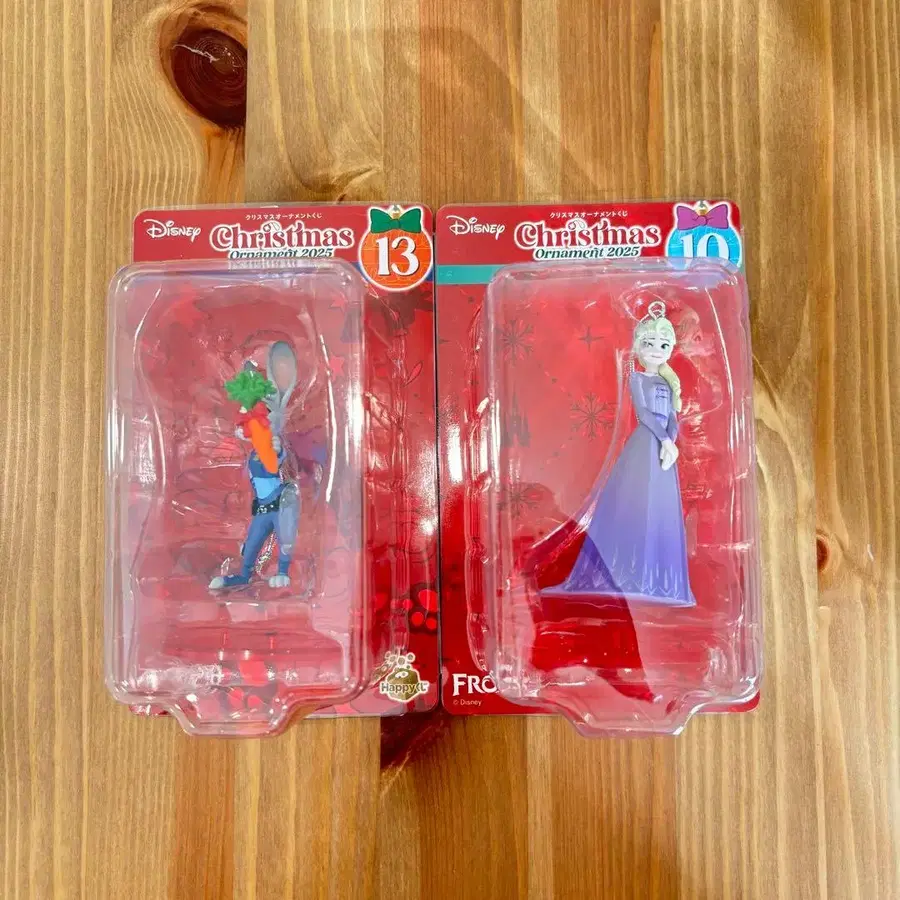 Disney
クリスマスオーナメントくじ
Christmas
Ornament 2025
13
Happyくじ
Disney
クリスマスオーナメントくじ
Christmas
Ornament 2025
10
FRO
© Disney